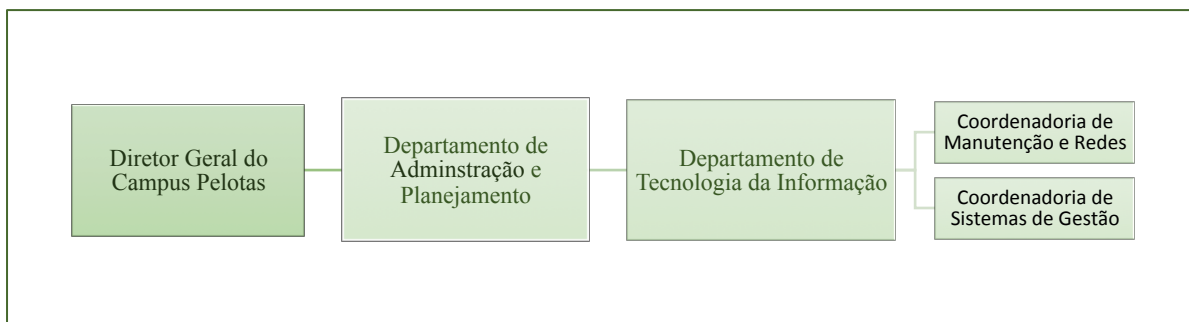 Diretor Geral do
Campus Pelotas
Departamento de
Adminstração e
Planejamento
Departamento de
Tecnologia da Informação
Coordenadoria de
Manutenção e Redes
Coordenadoria de
Sistemas de Gestão